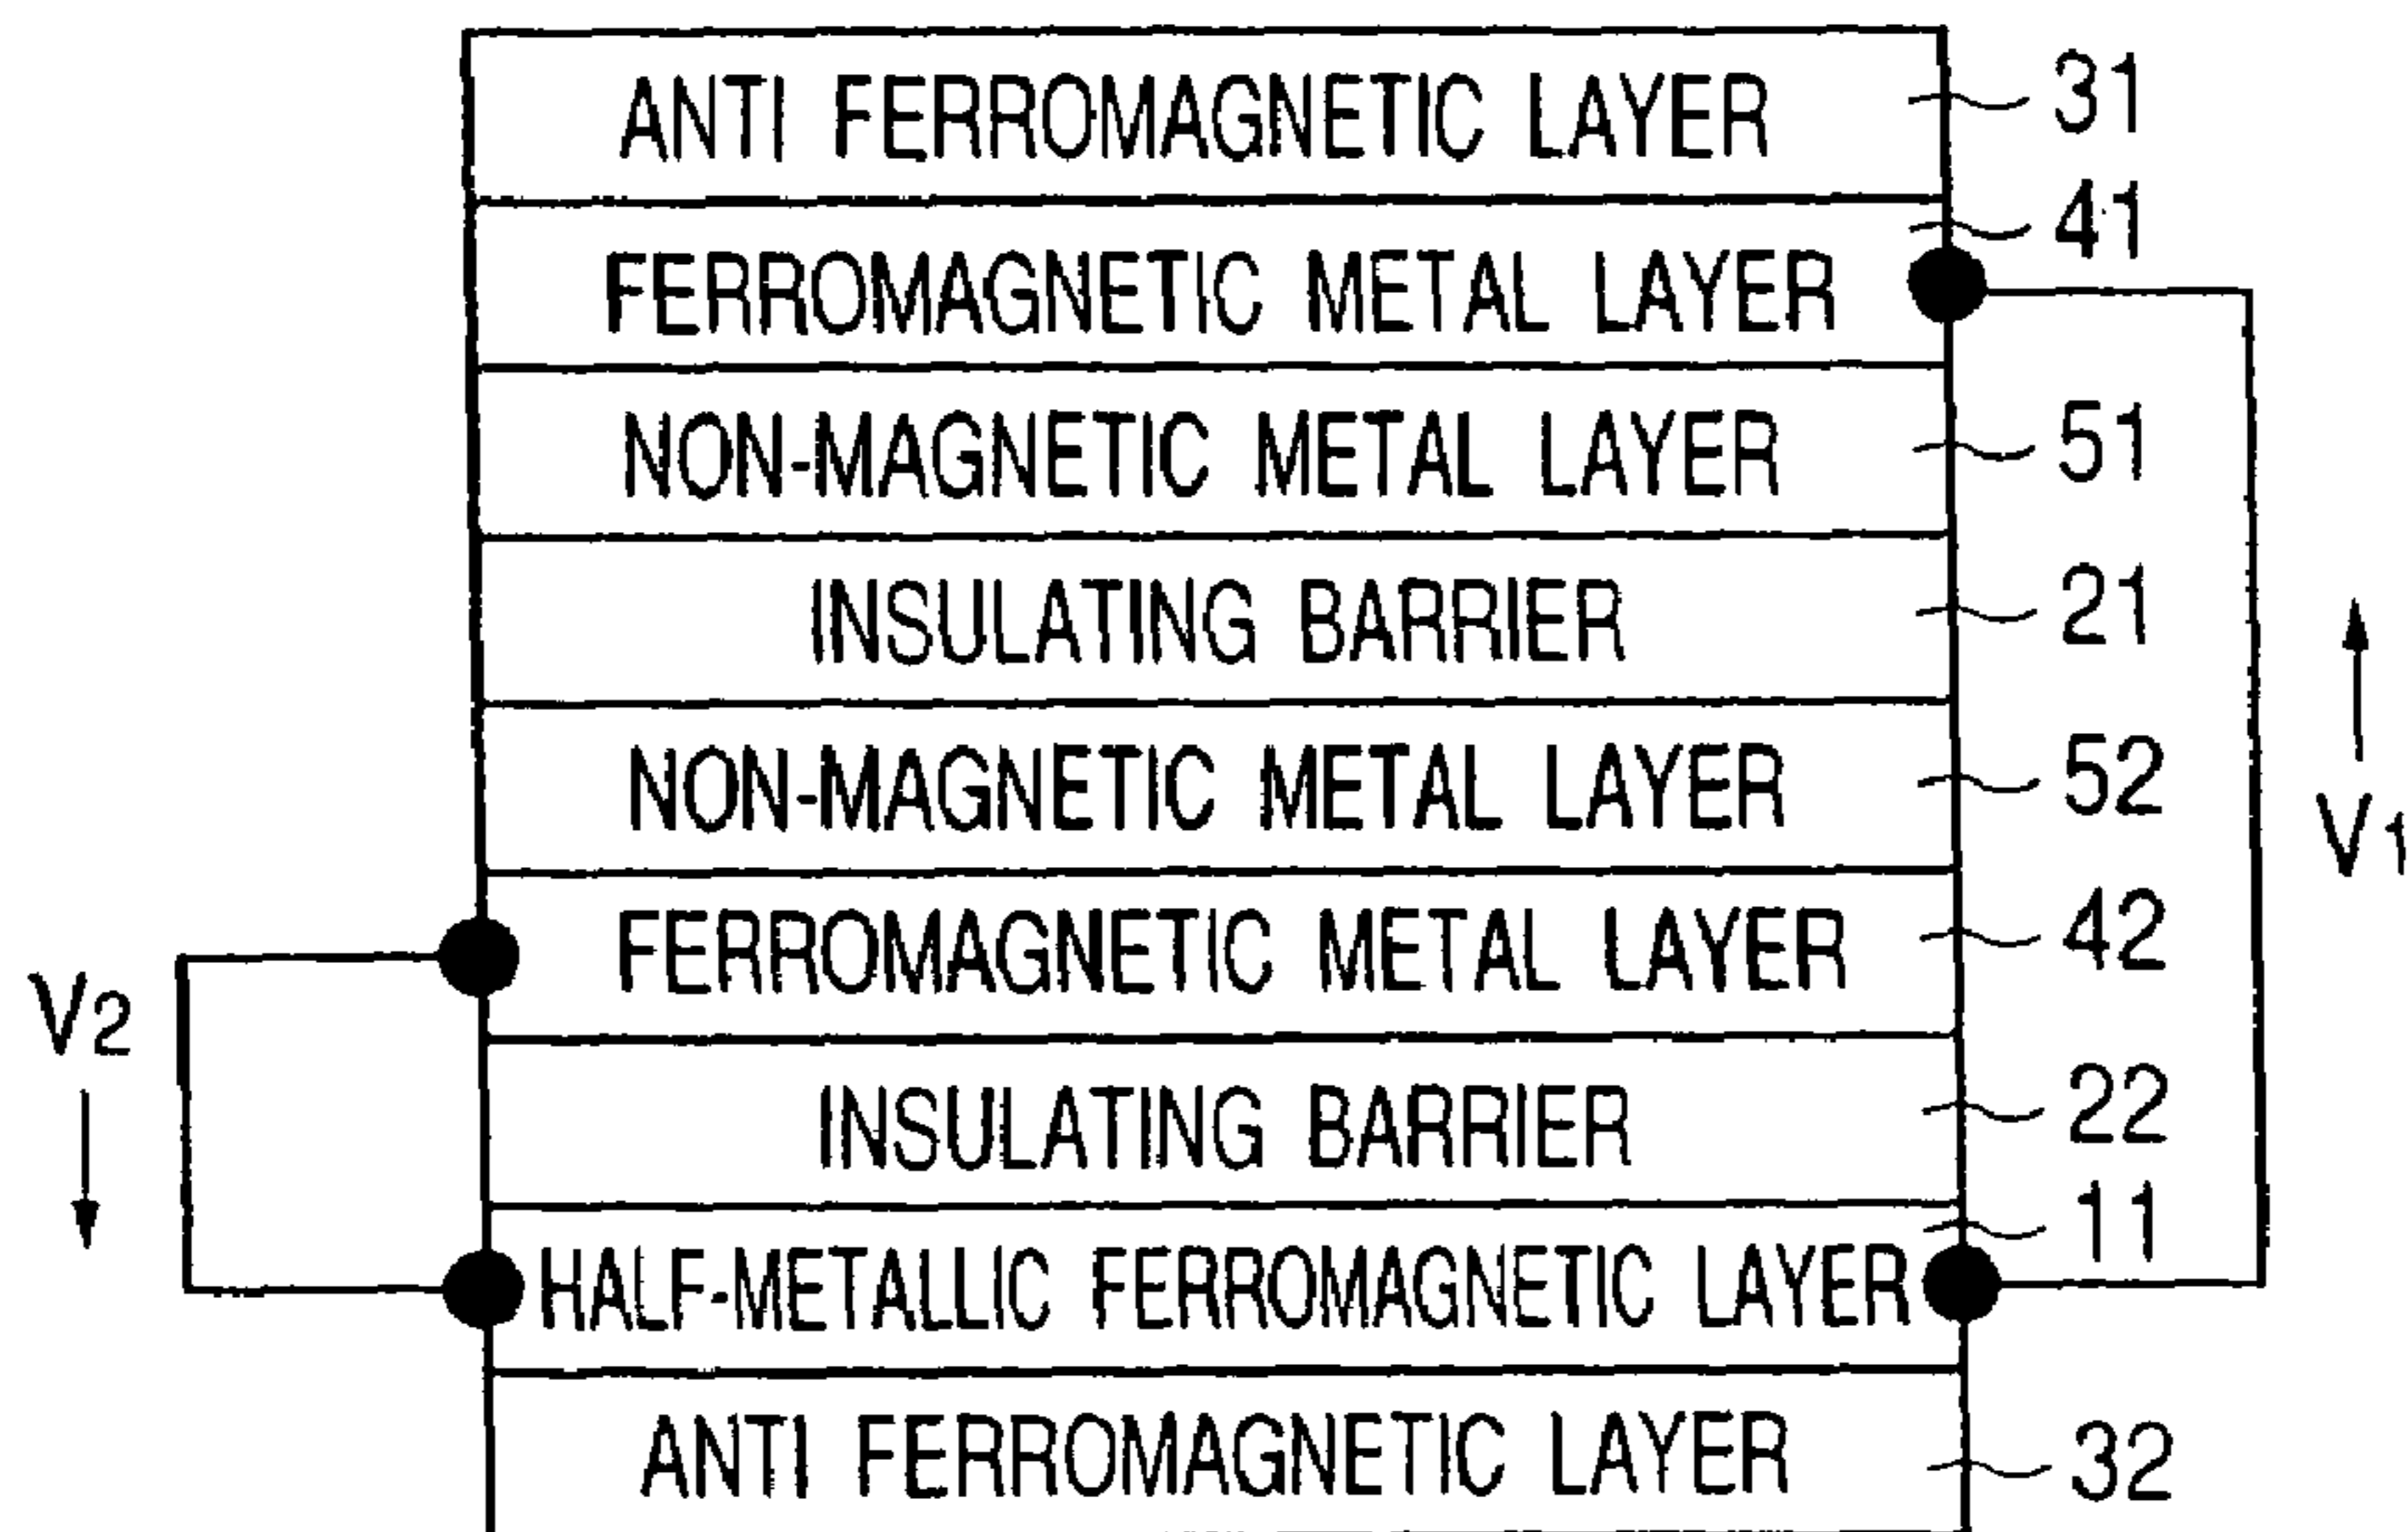 ANTI FERROMAGNETIC LAYER 31
41
FERROMAGNETIC METAL LAYER
NON-MAGNETIC METAL LAYER 51
INSULATING BARRIER 21
NON-MAGNETIC METAL LAYER 52
V1
FERROMAGNETIC METAL LAYER 42
V2
INSULATING BARRIER 22
11
HALF-METALLIC FERROMAGNETIC LAYER
ANTI FERROMAGNETIC LAYER 32